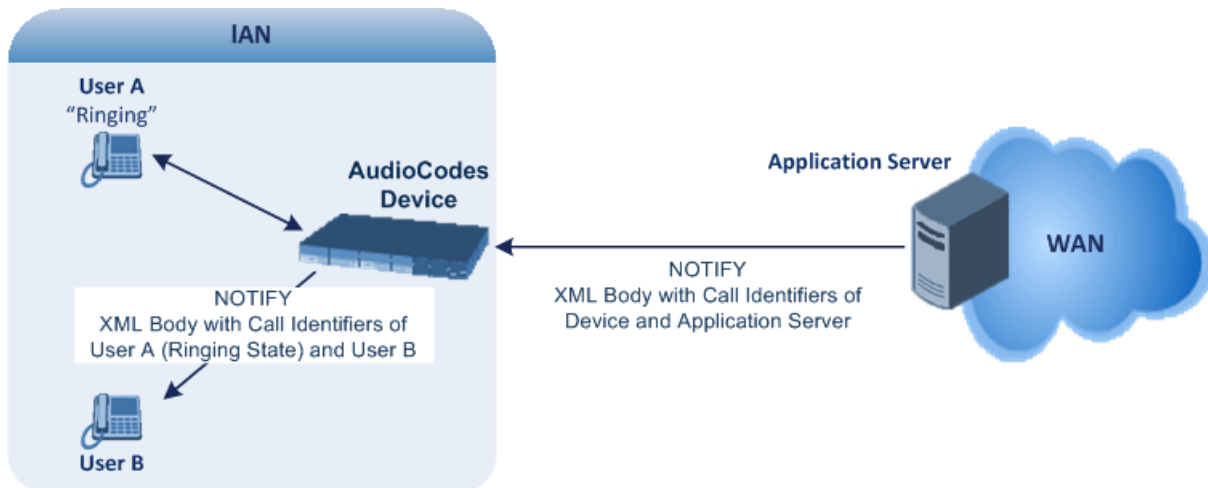 lAN
User A
"Ringing"
AudioCodes
Device
Application Server
WAN
NOTIFY
XML Body with Call Identifiers of
Device and Application Server
NOTIFY
XML Body with Call Identifiers of
User A (Ringing State) and User B
User B